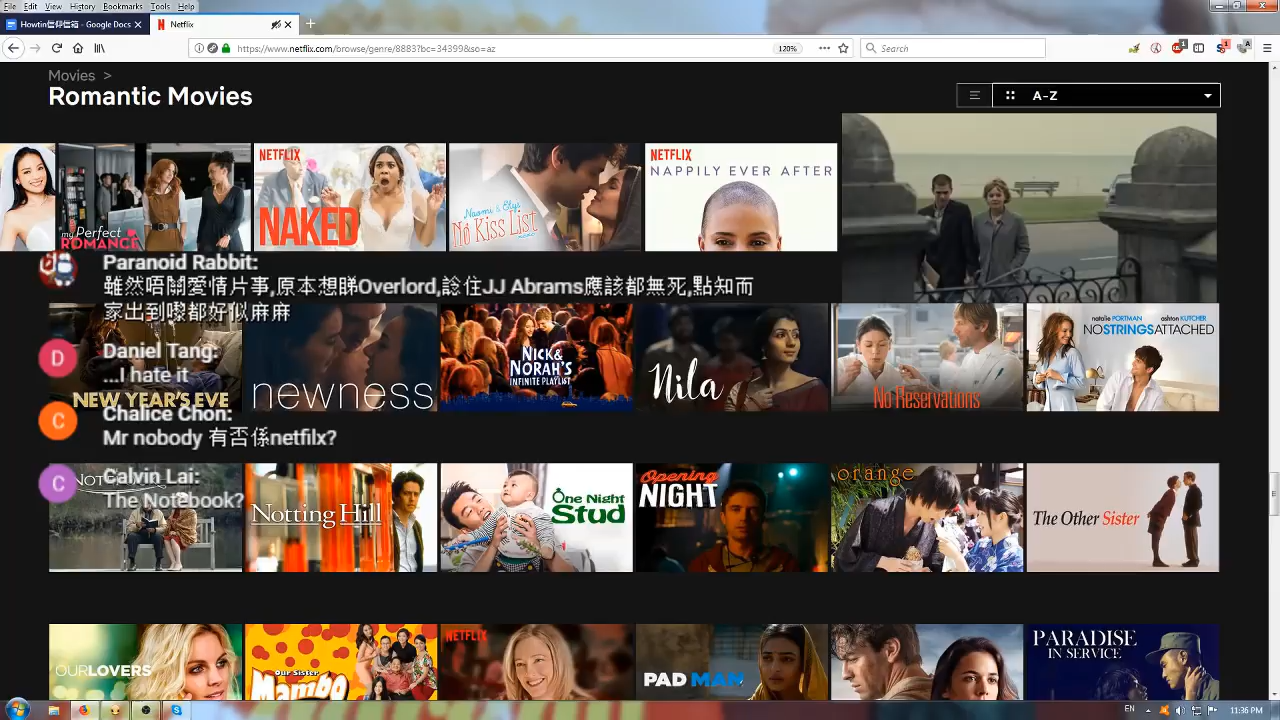 File Edit View History Bookmarks Tools Help
Howtin信仰信箱 - Google Docs
Netflix
https://www.netflix.com/browse/genre/8883?bc=34399&so=az
120%
Search
Movies >
Romantic Movies
A-Z
my Perfect ROMANCE
NETFLIX
NAKED
Naomi & Ely's
No Kiss List
NETFLIX
NAPPILY EVER AFTER
Paranoid Rabbit:
雖然唔關愛情片事,原本想睇Overlord,諗住JJ Abrams應該都無死,點知而
家出到嚟都好似麻麻
Daniel Tang:
...I hate it
NEW YEAR'S EVE
newness
NICK & NORAH'S
INFINITE PLAYLIST
Nila
No Reservations
natalie PORTMAN ashton KUTCHER
NO STRINGS ATTACHED
Chalice Chon:
Mr nobody 有否係netfilx?
Calvin Lai:
The Notebook?
Notting Hill
One Night
Stud
Opening
NIGHT
orange
The Other Sister
OUR LOVERS
Our Sister
Mambo
NETFLIX
PAD MAN
PARADISE
IN SERVICE
EN
11:36 PM